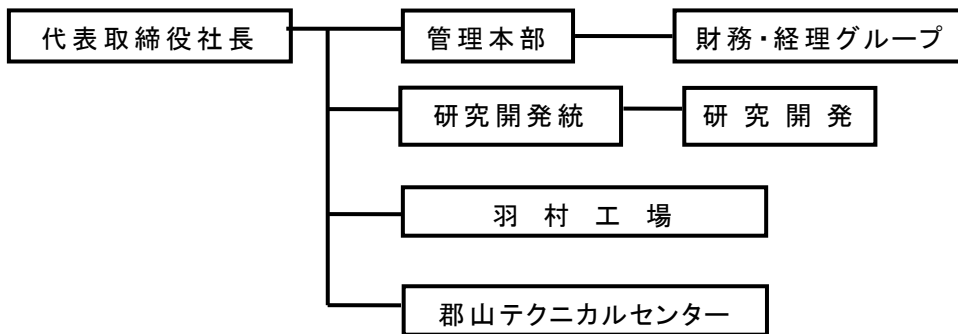 代表取締役社長
管理本部
財務・経理グループ
研究開発統
研究開発
羽村工場
郡山テクニカルセンター